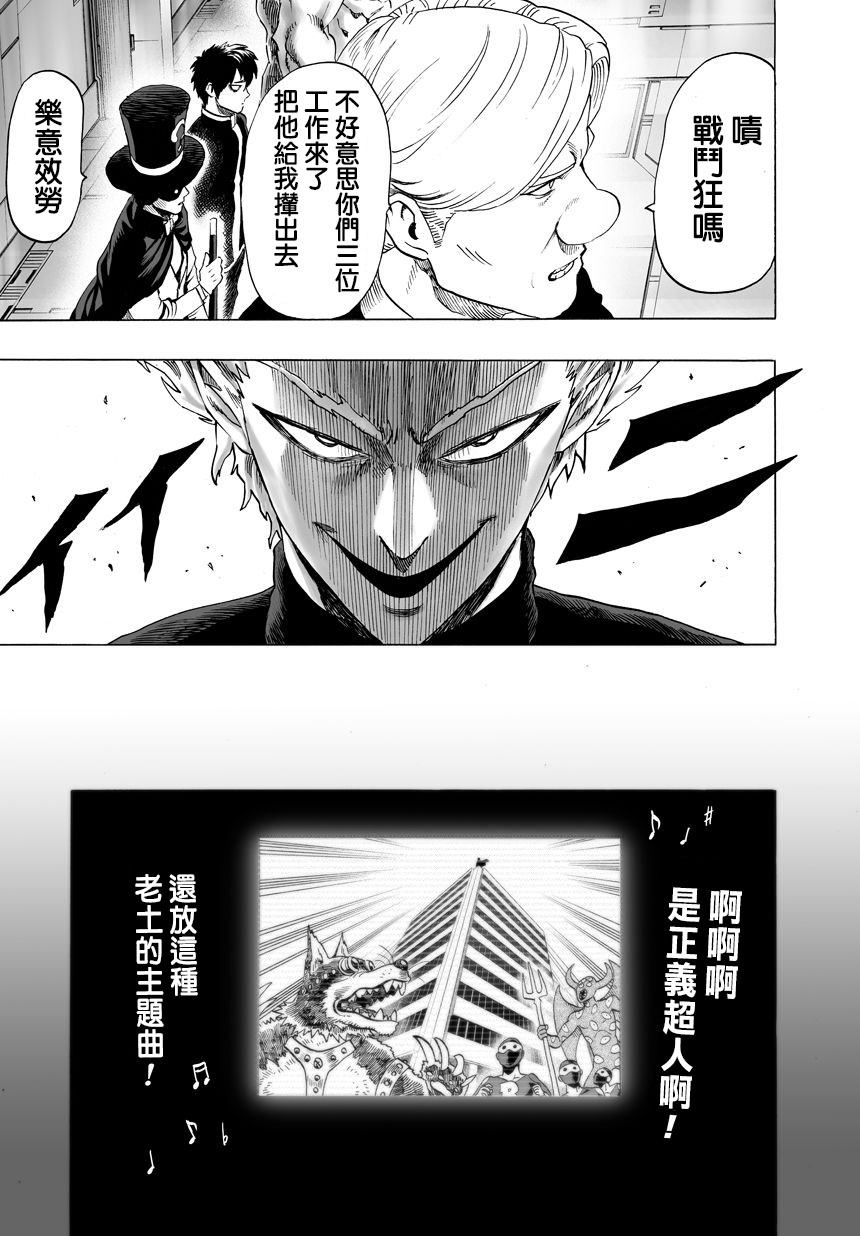 嘖
戰鬥狂嗎
不好意思你們三位
工作來了
把他給我攆出去
樂意效勞
啊啊啊
是正義超人啊！
還放這種
老土的主題曲！